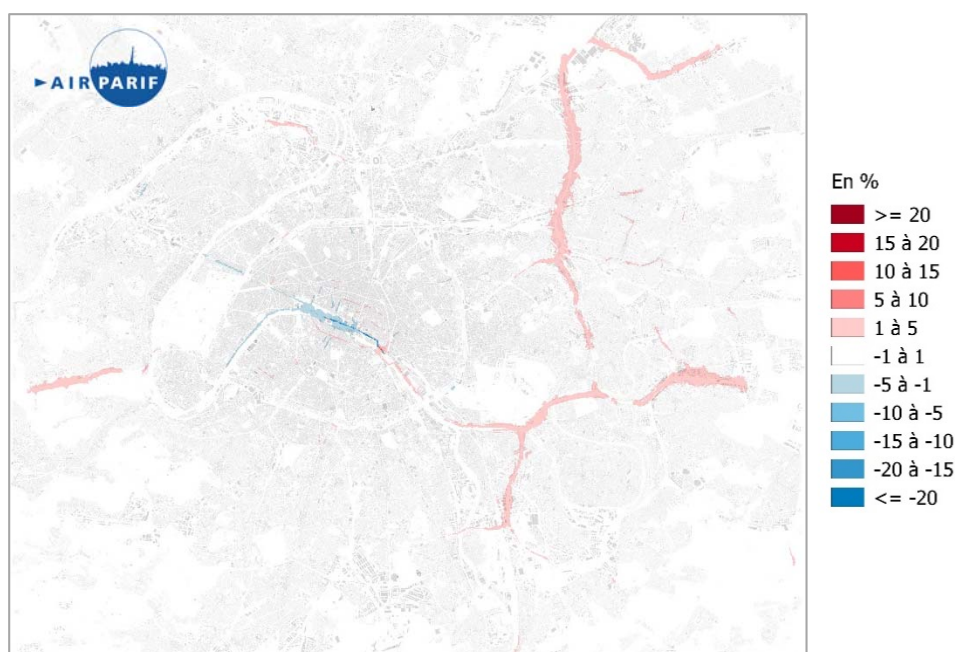 AIRPARIF
En %
>= 20
15 à 20
10 à 15
5 à 10
1 à 5
-1 à 1
-5 à -1
-10 à -5
-15 à -10
-20 à -15
<= -20